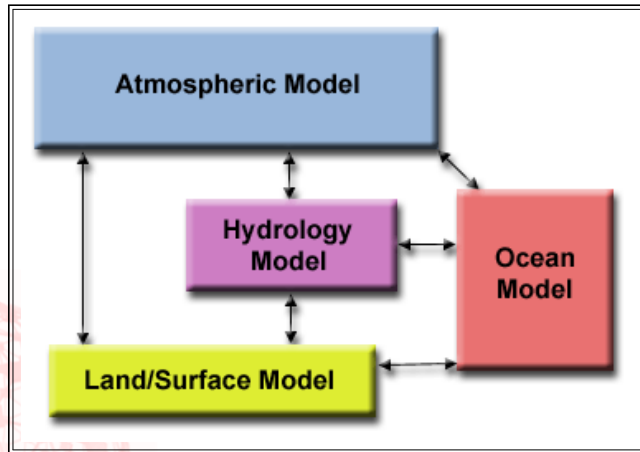 Atmospheric Model
Hydrology
Model
Ocean
Model
Land/Surface Model